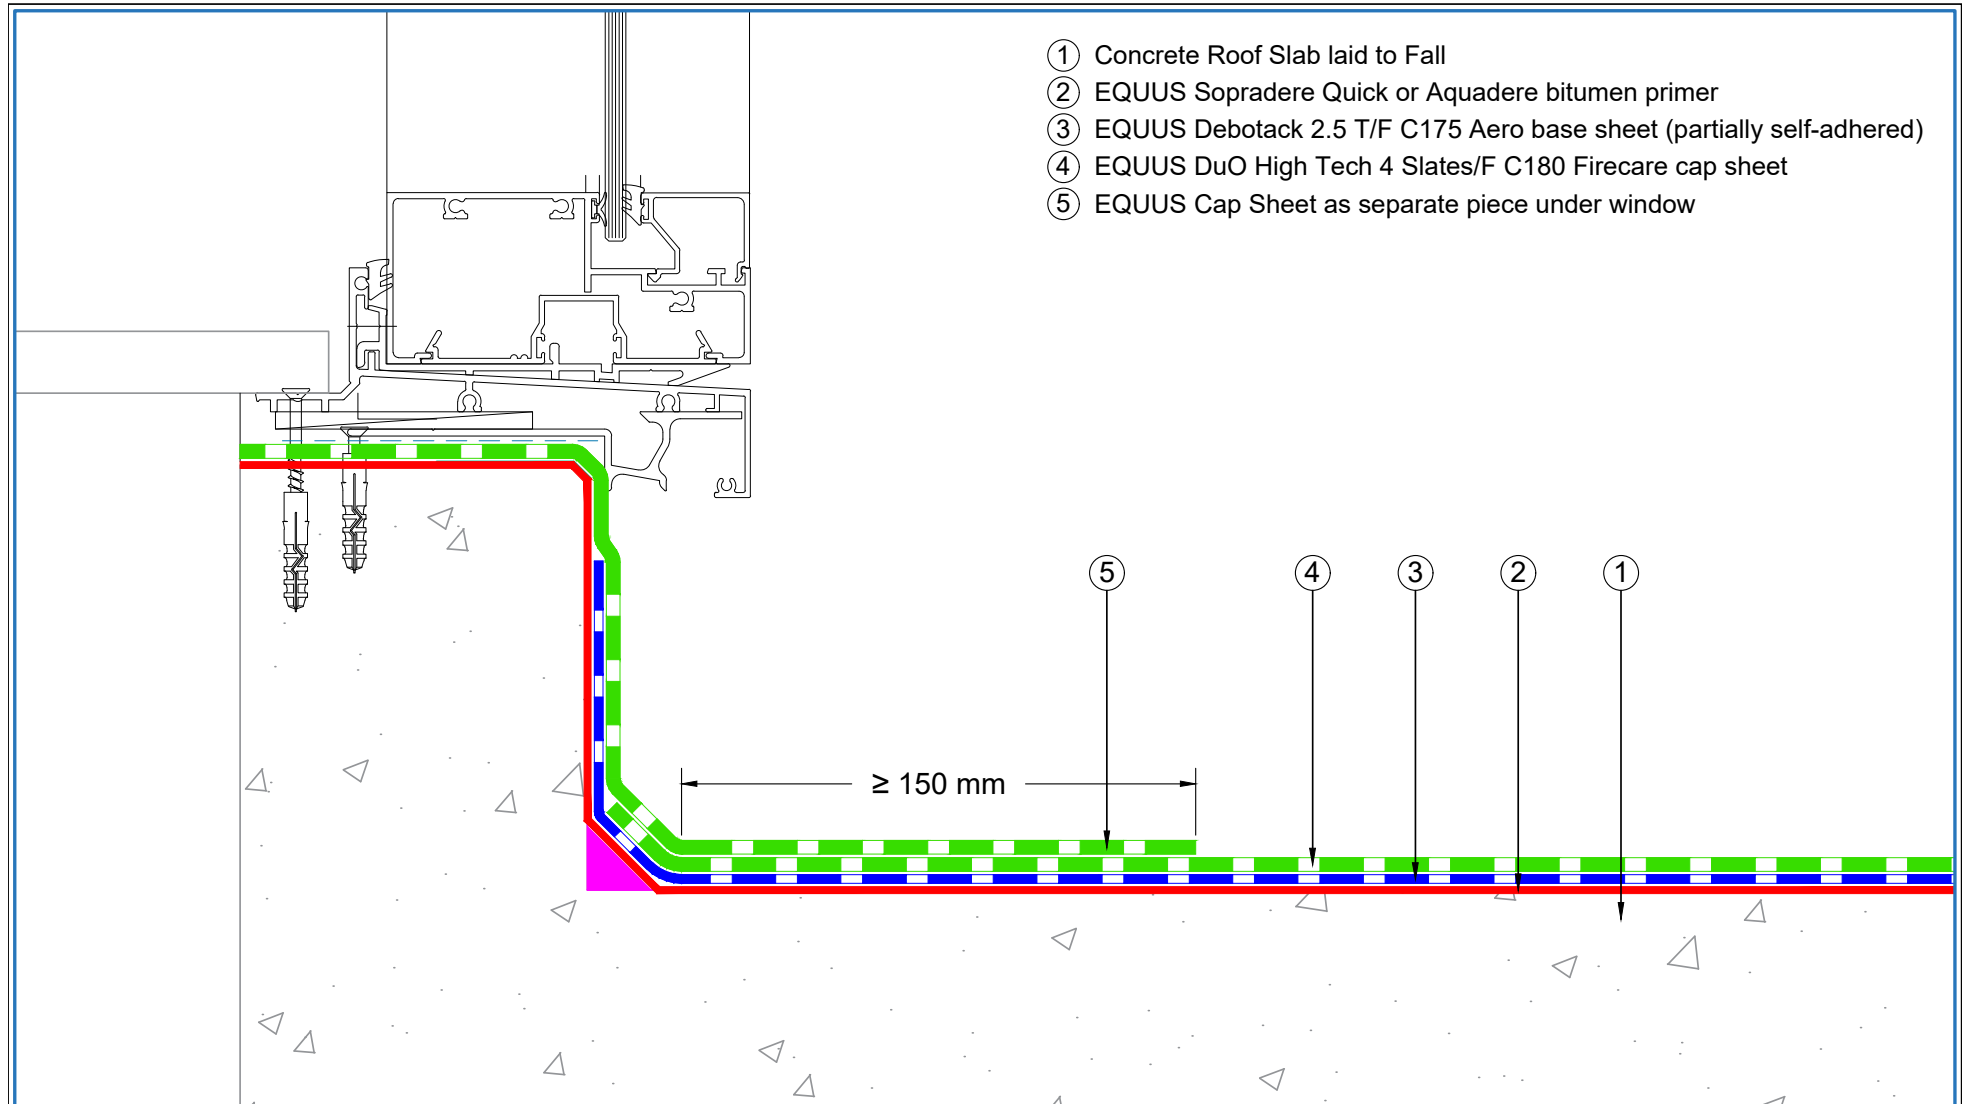 ① Concrete Roof Slab laid to Fall
② EQUUS Sopradere Quick or Aquadere bitumen primer
③ EQUUS Debotack 2.5 T/F C175 Aero base sheet (partially self-adhered)
④ EQUUS DuO High Tech 4 Slates/F C180 Firecare cap sheet
⑤ EQUUS Cap Sheet as separate piece under window
⑤ ④ ③ ② ①
≥ 150 mm